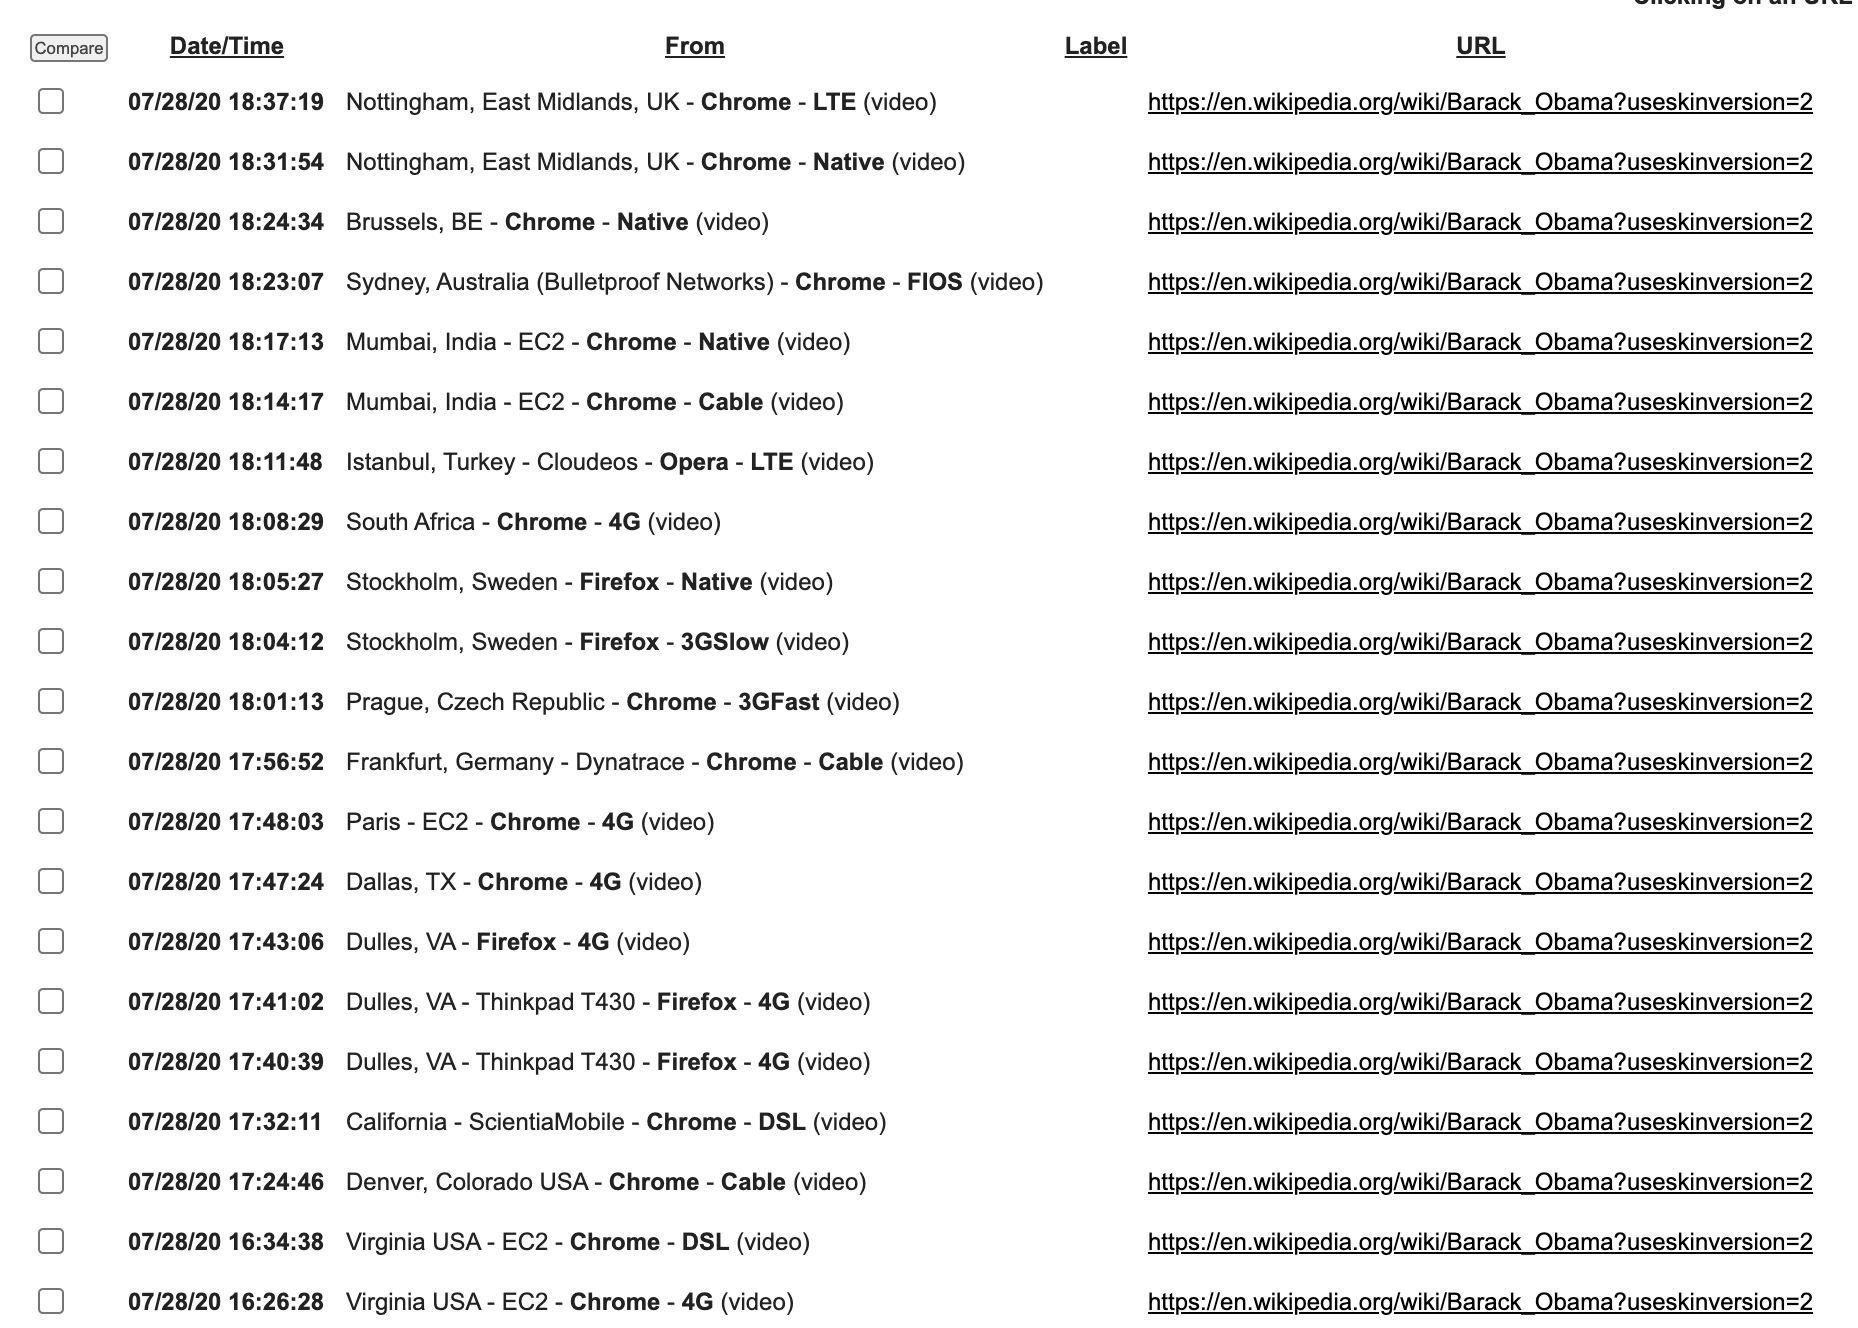 Clicking on an URL
Compare Date/Time From Label URL
07/28/20 18:37:19 Nottingham, East Midlands, UK - Chrome - LTE (video) https://en.wikipedia.org/wiki/Barack_Obama?useskinversion=2
07/28/20 18:31:54 Nottingham, East Midlands, UK - Chrome - Native (video) https://en.wikipedia.org/wiki/Barack_Obama?useskinversion=2
07/28/20 18:24:34 Brussels, BE - Chrome - Native (video) https://en.wikipedia.org/wiki/Barack_Obama?useskinversion=2
07/28/20 18:23:07 Sydney, Australia (Bulletproof Networks) - Chrome - FIOS (video) https://en.wikipedia.org/wiki/Barack_Obama?useskinversion=2
07/28/20 18:17:13 Mumbai, India - EC2 - Chrome - Native (video) https://en.wikipedia.org/wiki/Barack_Obama?useskinversion=2
07/28/20 18:14:17 Mumbai, India - EC2 - Chrome - Cable (video) https://en.wikipedia.org/wiki/Barack_Obama?useskinversion=2
07/28/20 18:11:48 Istanbul, Turkey - Cloudeos - Opera - LTE (video) https://en.wikipedia.org/wiki/Barack_Obama?useskinversion=2
07/28/20 18:08:29 South Africa - Chrome - 4G (video) https://en.wikipedia.org/wiki/Barack_Obama?useskinversion=2
07/28/20 18:05:27 Stockholm, Sweden - Firefox - Native (video) https://en.wikipedia.org/wiki/Barack_Obama?useskinversion=2
07/28/20 18:04:12 Stockholm, Sweden - Firefox - 3GSlow (video) https://en.wikipedia.org/wiki/Barack_Obama?useskinversion=2
07/28/20 18:01:13 Prague, Czech Republic - Chrome - 3GFast (video) https://en.wikipedia.org/wiki/Barack_Obama?useskinversion=2
07/28/20 17:56:52 Frankfurt, Germany - Dynatrace - Chrome - Cable (video) https://en.wikipedia.org/wiki/Barack_Obama?useskinversion=2
07/28/20 17:48:03 Paris - EC2 - Chrome - 4G (video) https://en.wikipedia.org/wiki/Barack_Obama?useskinversion=2
07/28/20 17:47:24 Dallas, TX - Chrome - 4G (video) https://en.wikipedia.org/wiki/Barack_Obama?useskinversion=2
07/28/20 17:43:06 Dulles, VA - Firefox - 4G (video) https://en.wikipedia.org/wiki/Barack_Obama?useskinversion=2
07/28/20 17:41:02 Dulles, VA - Thinkpad T430 - Firefox - 4G (video) https://en.wikipedia.org/wiki/Barack_Obama?useskinversion=2
07/28/20 17:40:39 Dulles, VA - Thinkpad T430 - Firefox - 4G (video) https://en.wikipedia.org/wiki/Barack_Obama?useskinversion=2
07/28/20 17:32:11 California - ScientiaMobile - Chrome - DSL (video) https://en.wikipedia.org/wiki/Barack_Obama?useskinversion=2
07/28/20 17:24:46 Denver, Colorado USA - Chrome - Cable (video) https://en.wikipedia.org/wiki/Barack_Obama?useskinversion=2
07/28/20 16:34:38 Virginia USA - EC2 - Chrome - DSL (video) https://en.wikipedia.org/wiki/Barack_Obama?useskinversion=2
07/28/20 16:26:28 Virginia USA - EC2 - Chrome - 4G (video) https://en.wikipedia.org/wiki/Barack_Obama?useskinversion=2